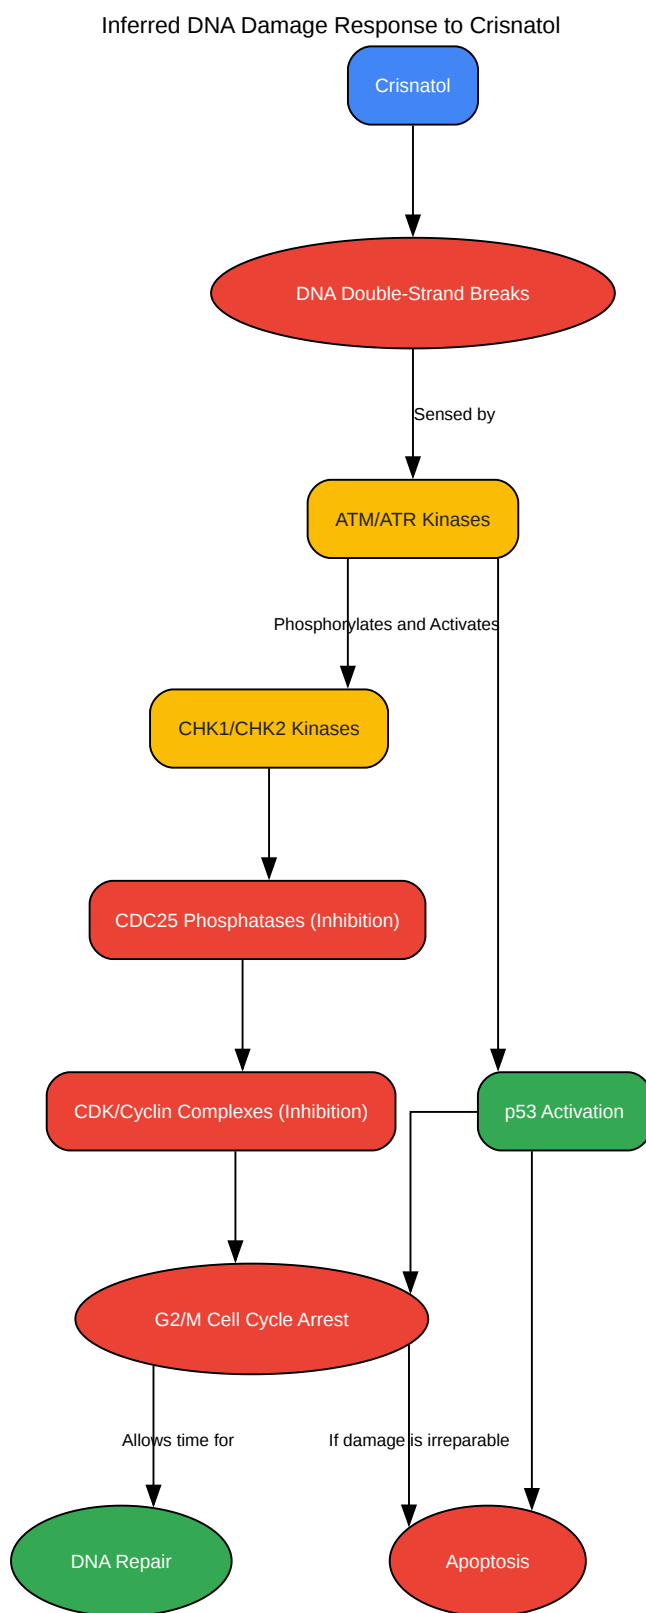 Inferred DNA Damage Response to Crisnatol
Crisnatol
DNA Double-Strand Breaks
Sensed by
ATM/ATR Kinases
Phosphorylates and Activates
CHK1/CHK2 Kinases
CDC25 Phosphatases (Inhibition)
CDK/Cyclin Complexes (Inhibition)
p53 Activation
G2/M Cell Cycle Arrest
Allows time for
If damage is irreparable
DNA Repair
Apoptosis